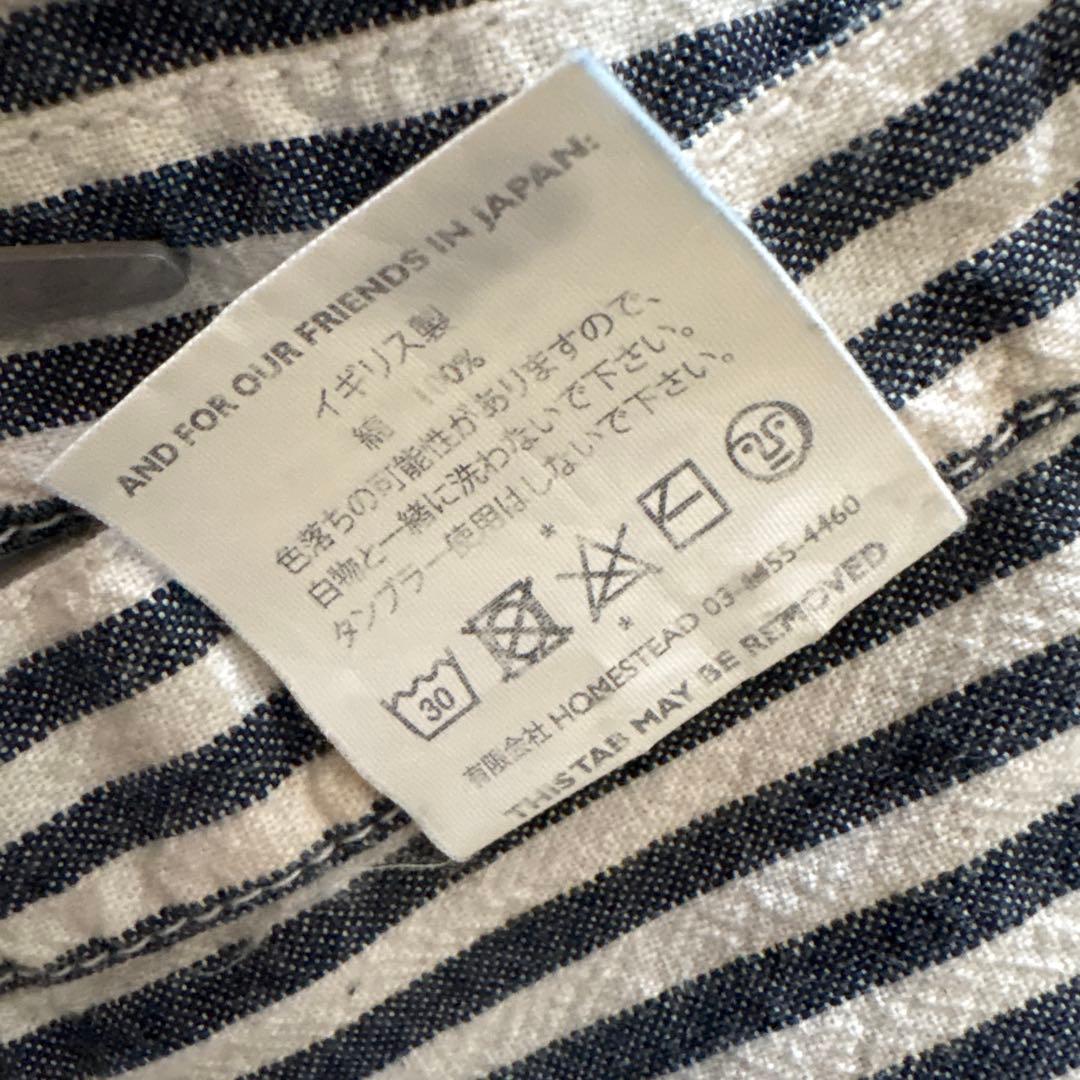 AND FOR OUR FRIENDS IN JAPAN:
イギリス製
綿 100%
色落ちの可能性がありますので、
白物と一緒に洗わないで下さい。
タンブラー使用はしないで下さい。
* *
30
有限会社 HOMESTEAD 03- 55-4460
THIS TAB MAY BE REMOVED